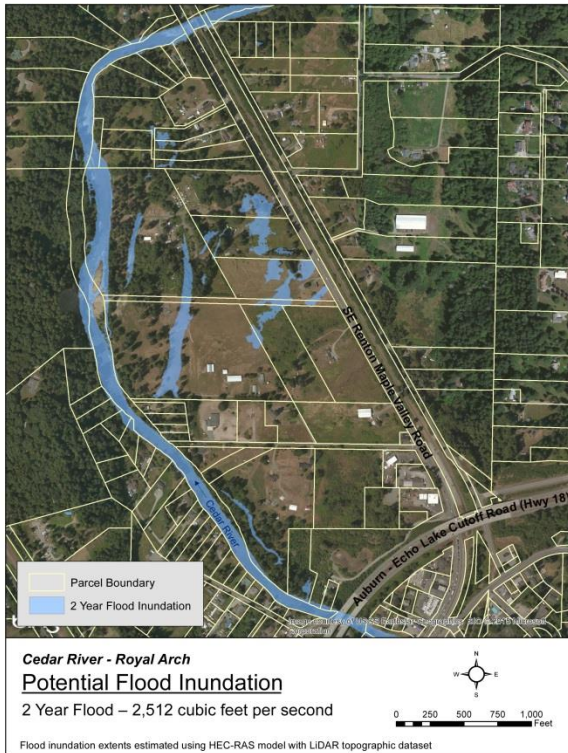 SE Renton Maple Valley Road
Cedar River
Auburn - Echo Lake Cutoff Road (Hwy 18)
Parcel Boundary
2 Year Flood Inundation
Corporation
Cedar River - Royal Arch
Potential Flood Inundation
2 Year Flood – 2,512 cubic feet per second
N
W E
S
0 250 500 1,000
Feet
Flood inundation extents estimated using HEC-RAS model with LiDAR topographic dataset